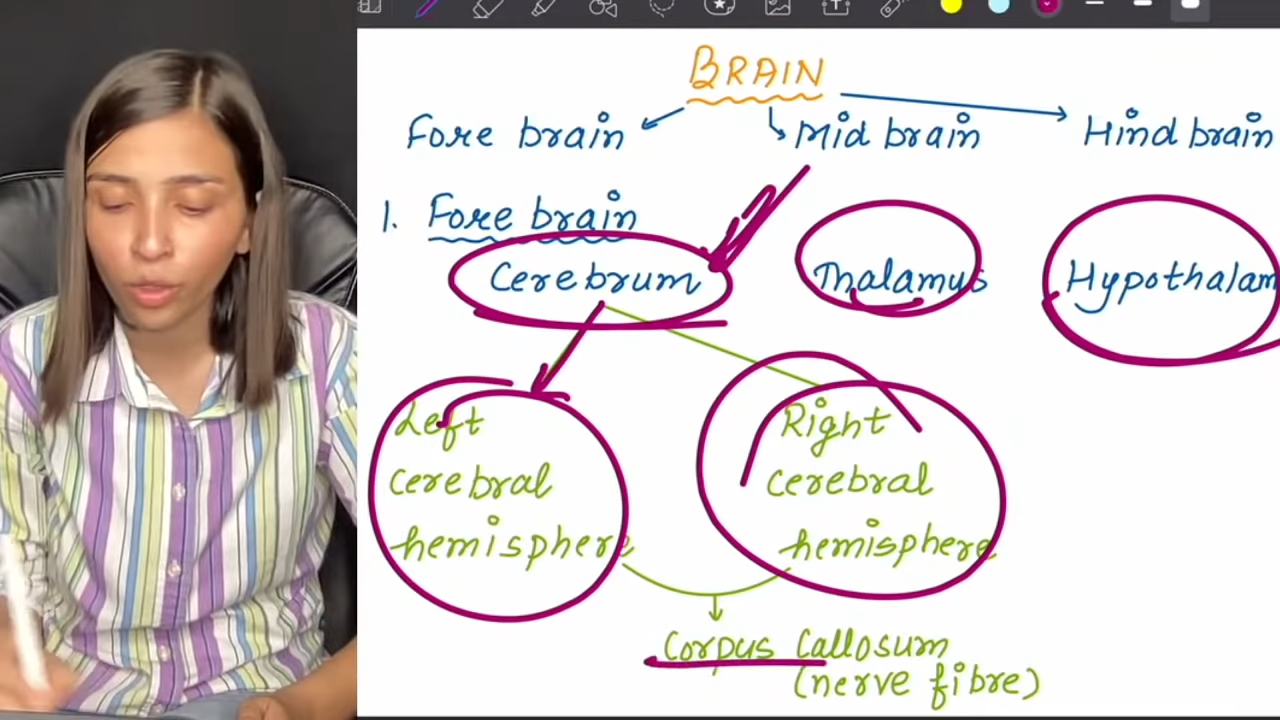 BRAIN
Fore brain Mid brain Hind brain
1. Fore brain
Cerebrum Thalamus Hypothalam
Left Right
cerebral cerebral
hemisphere hemisphere
Corpus Callosum
(nerve fibre)